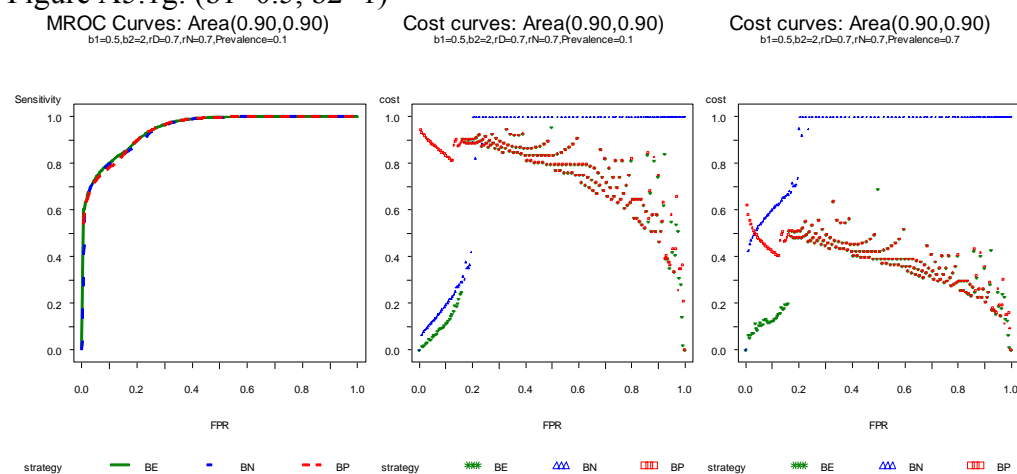 MROC Curves: Area(0.90,0.90)
b1=0.5,b2=2,rD=0.7,rN=0.7,Prevalence=0.1
Sensitivity
1.0
0.8
0.6
0.4
0.2
0.0
0.0 0.2 0.4 0.6 0.8 1.0
FPR
strategy BE BN BP
Cost curves: Area(0.90,0.90)
b1=0.5,b2=2,rD=0.7,rN=0.7,Prevalence=0.1
cost
1.0
0.8
0.6
0.4
0.2
0.0
0.0 0.2 0.4 0.6 0.8 1.0
FPR
strategy BE BN BP
Cost curves: Area(0.90,0.90)
b1=0.5,b2=2,rD=0.7,rN=0.7,Prevalence=0.7
cost
1.0
0.8
0.6
0.4
0.2
0.0
0.0 0.2 0.4 0.6 0.8 1.0
FPR
strategy BE BN BP